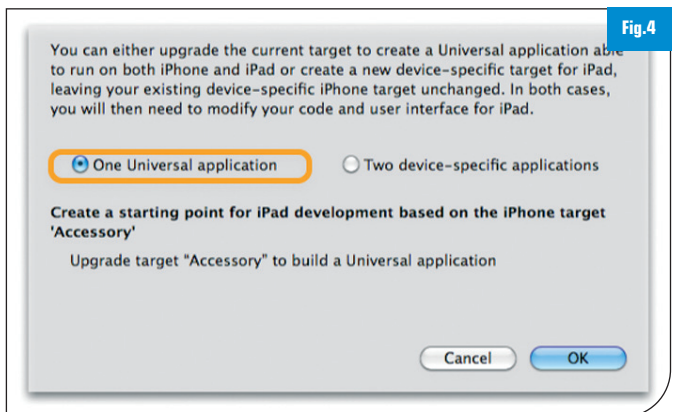 Fig.4
You can either upgrade the current target to create a Universal application able
to run on both iPhone and iPad or create a new device-specific target for iPad,
leaving your existing device-specific iPhone target unchanged. In both cases,
you will then need to modify your code and user interface for iPad.
One Universal application
Two device-specific applications
Create a starting point for iPad development based on the iPhone target
'Accessory'
Upgrade target “Accessory” to build a Universal application
Cancel
OK